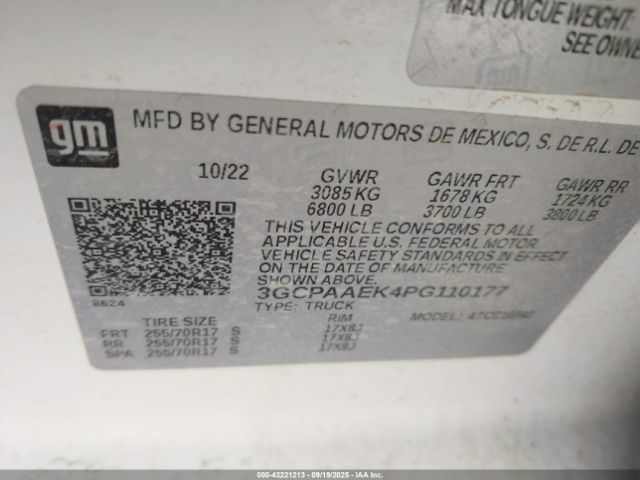 MAX TONGUE WEIGHT
SEE OWNE
gm
MFD BY GENERAL MOTORS DE MEXICO, S. DE R.L. DE
10/22 GVWR GAWR FRT GAWR RR
3085 KG 1678 KG 1724 KG
6800 LB 3700 LB 3800 LB
THIS VEHICLE CONFORMS TO ALL
APPLICABLE U.S. FEDERAL MOTOR
VEHICLE SAFETY STANDARDS IN EFFECT
ON THE DATE OF MANUFACTURE
3GCPAAEK4PG110177
TYPE: TRUCK MODEL:
8624
TIRE SIZE RIM
FRT 255/70R17 S 17X8J
RR 255/70R17 S 17X8J
SPA 255/70R17 S 17X8J
000-43221213 - 09/19/2025 - IAA Inc.